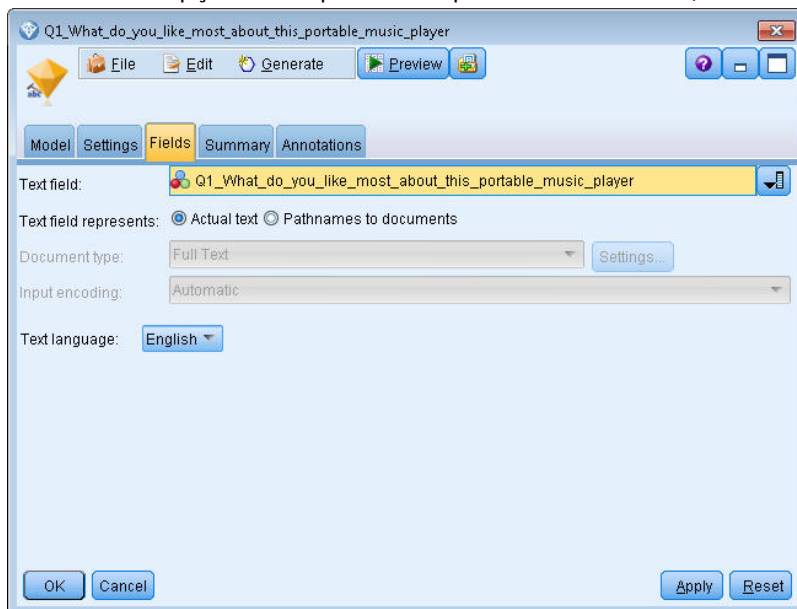 Q1_What_do_you_like_most_about_this_portable_music_player
File Edit Generate Preview
abc
Model Settings Fields Summary Annotations
Text field: Q1_What_do_you_like_most_about_this_portable_music_player
Text field represents: Actual text Pathnames to documents
Document type: Full Text Settings...
Input encoding: Automatic
Text language: English
OK Cancel Apply Reset